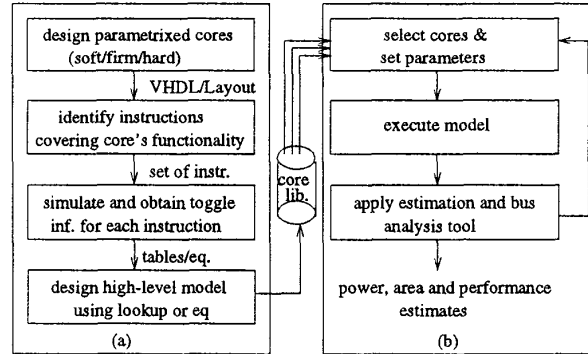 design parametrixed cores
(soft/firm/hard)
VHDL/Layout
identify instructions
covering core's functionality
set of instr.
simulate and obtain toggle
inf. for each instruction
tables/eq.
design high-level model
using lookup or eq
(a)
core
lib.
select cores &
set parameters
execute model
apply estimation and bus
analysis tool
power, area and performance
estimates
(b)